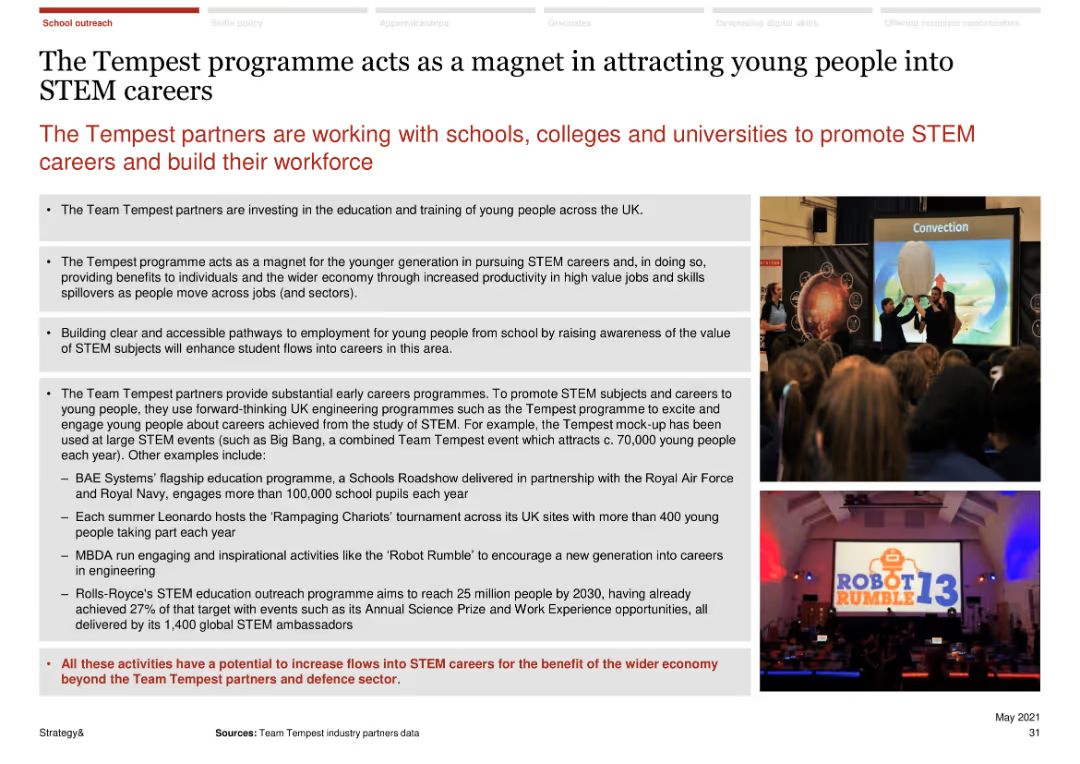 School outreach
Skills policy
Apprenticeships
Graduates
Developing digital skills
The Tempest programme acts as a magnet in attracting young people into
STEM careers
The Tempest partners are working with schools, colleges and universities to promote STEM
careers and build their workforce
• The Team Tempest partners are investing in the education and training of young people across the UK.
• The Tempest programme acts as a magnet for the younger generation in pursuing STEM careers and, in doing so,
providing benefits to individuals and the wider economy through increased productivity in high value jobs and skills
spillovers as people move across jobs (and sectors).
• Building clear and accessible pathways to employment for young people from school by raising awareness of the value
of STEM subjects will enhance student flows into careers in this area.
• The Team Tempest partners provide substantial early careers programmes. To promote STEM subjects and careers to
young people, they use forward-thinking UK engineering programmes such as the Tempest programme to excite and
engage young people about careers achieved from the study of STEM. For example, the Tempest mock-up has been
used at large STEM events (such as Big Bang, a combined Team Tempest event which attracts c. 70,000 young people
each year). Other examples include:
– BAE Systems' flagship education programme, a Schools Roadshow delivered in partnership with the Royal Air Force
and Royal Navy, engages more than 100,000 school pupils each year
– Each summer Leonardo hosts the 'Rampaging Chariots' tournament across its UK sites with more than 400 young
people taking part each year
– MBDA run engaging and inspirational activities like the 'Robot Rumble' to encourage a new generation into careers
in engineering
– Rolls-Royce's STEM education outreach programme aims to reach 25 million people by 2030, having already
achieved 27% of that target with events such as its Annual Science Prize and Work Experience opportunities, all
delivered by its 1,400 global STEM ambassadors
• All these activities have a potential to increase flows into STEM careers for the benefit of the wider economy
beyond the Team Tempest partners and defence sector.
Convection
ROBOT
RUMBLE 13
May 2021
Strategy&
Sources: Team Tempest industry partners data
31